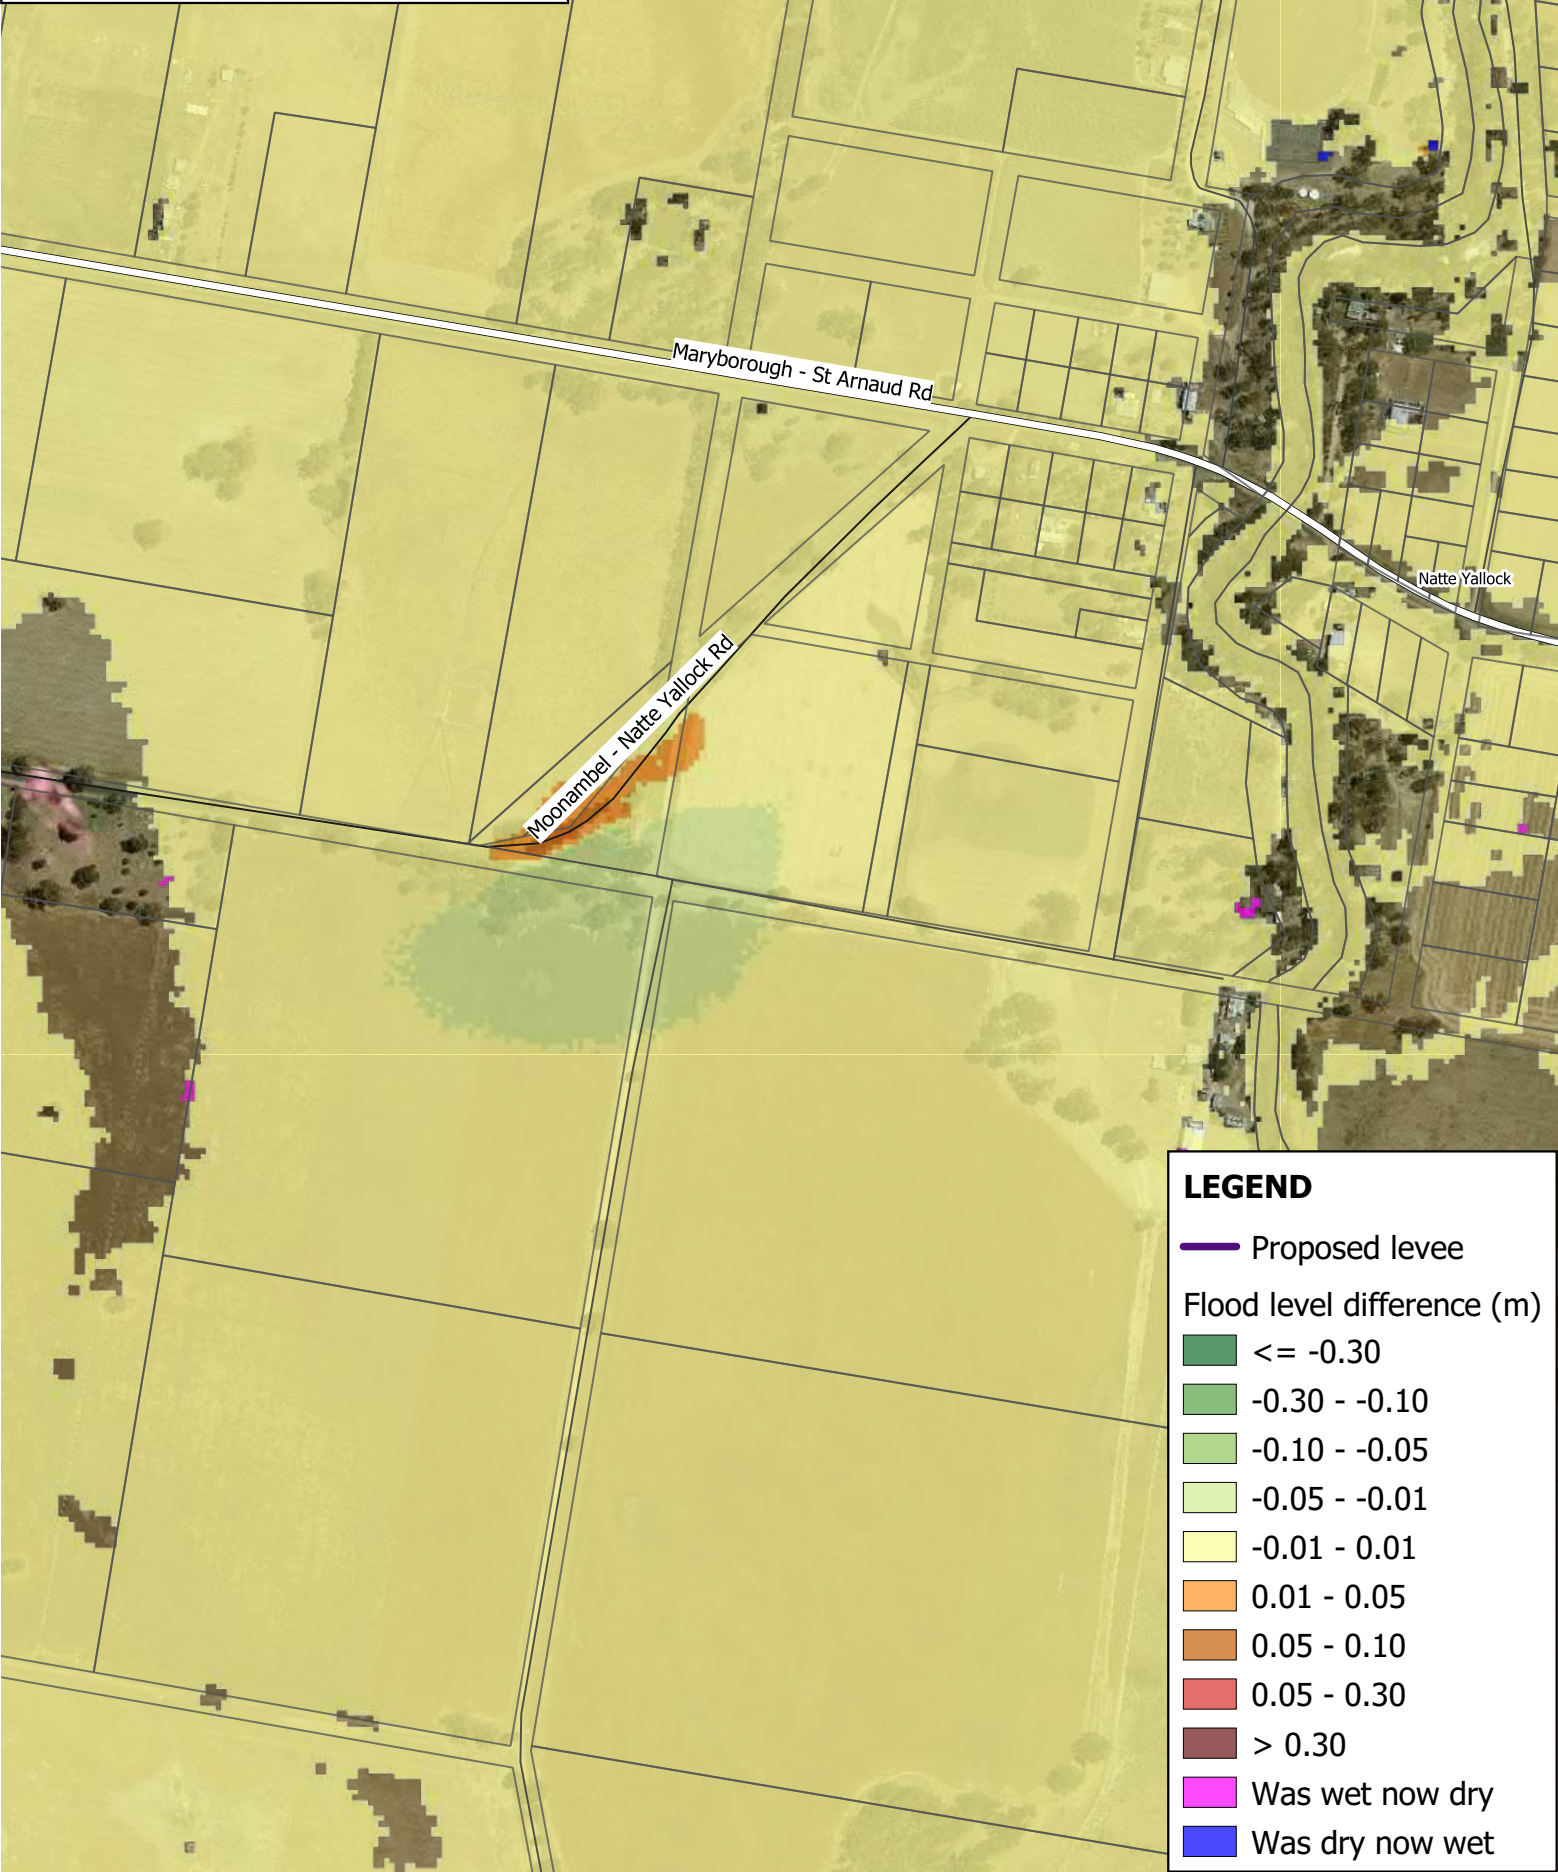 Maryborough - St Arnaud Rd
Natte Yallock
Moonambel - Natte Yallock Rd
LEGEND
Proposed levee
Flood level difference (m)
<= -0.30
-0.30 - -0.10
-0.10 - -0.05
-0.05 - -0.01
-0.01 - 0.01
0.01 - 0.05
0.05 - 0.10
0.05 - 0.30
> 0.30
Was wet now dry
Was dry now wet